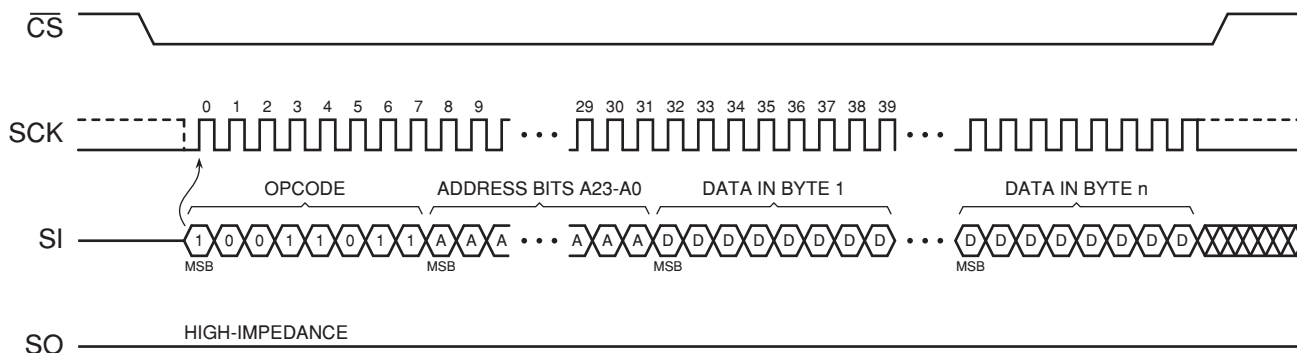 CS
0 1 2 3 4 5 6 7 8 9 29 30 31 32 33 34 35 36 37 38 39
SCK
OPCODE ADDRESS BITS A23-A0 DATA IN BYTE 1 DATA IN BYTE n
SI 1 0 0 1 1 0 1 1 A A A A A A D D D D D D D D D D D D D D D D
MSB MSB MSB MSB
HIGH-IMPEDANCE
SO